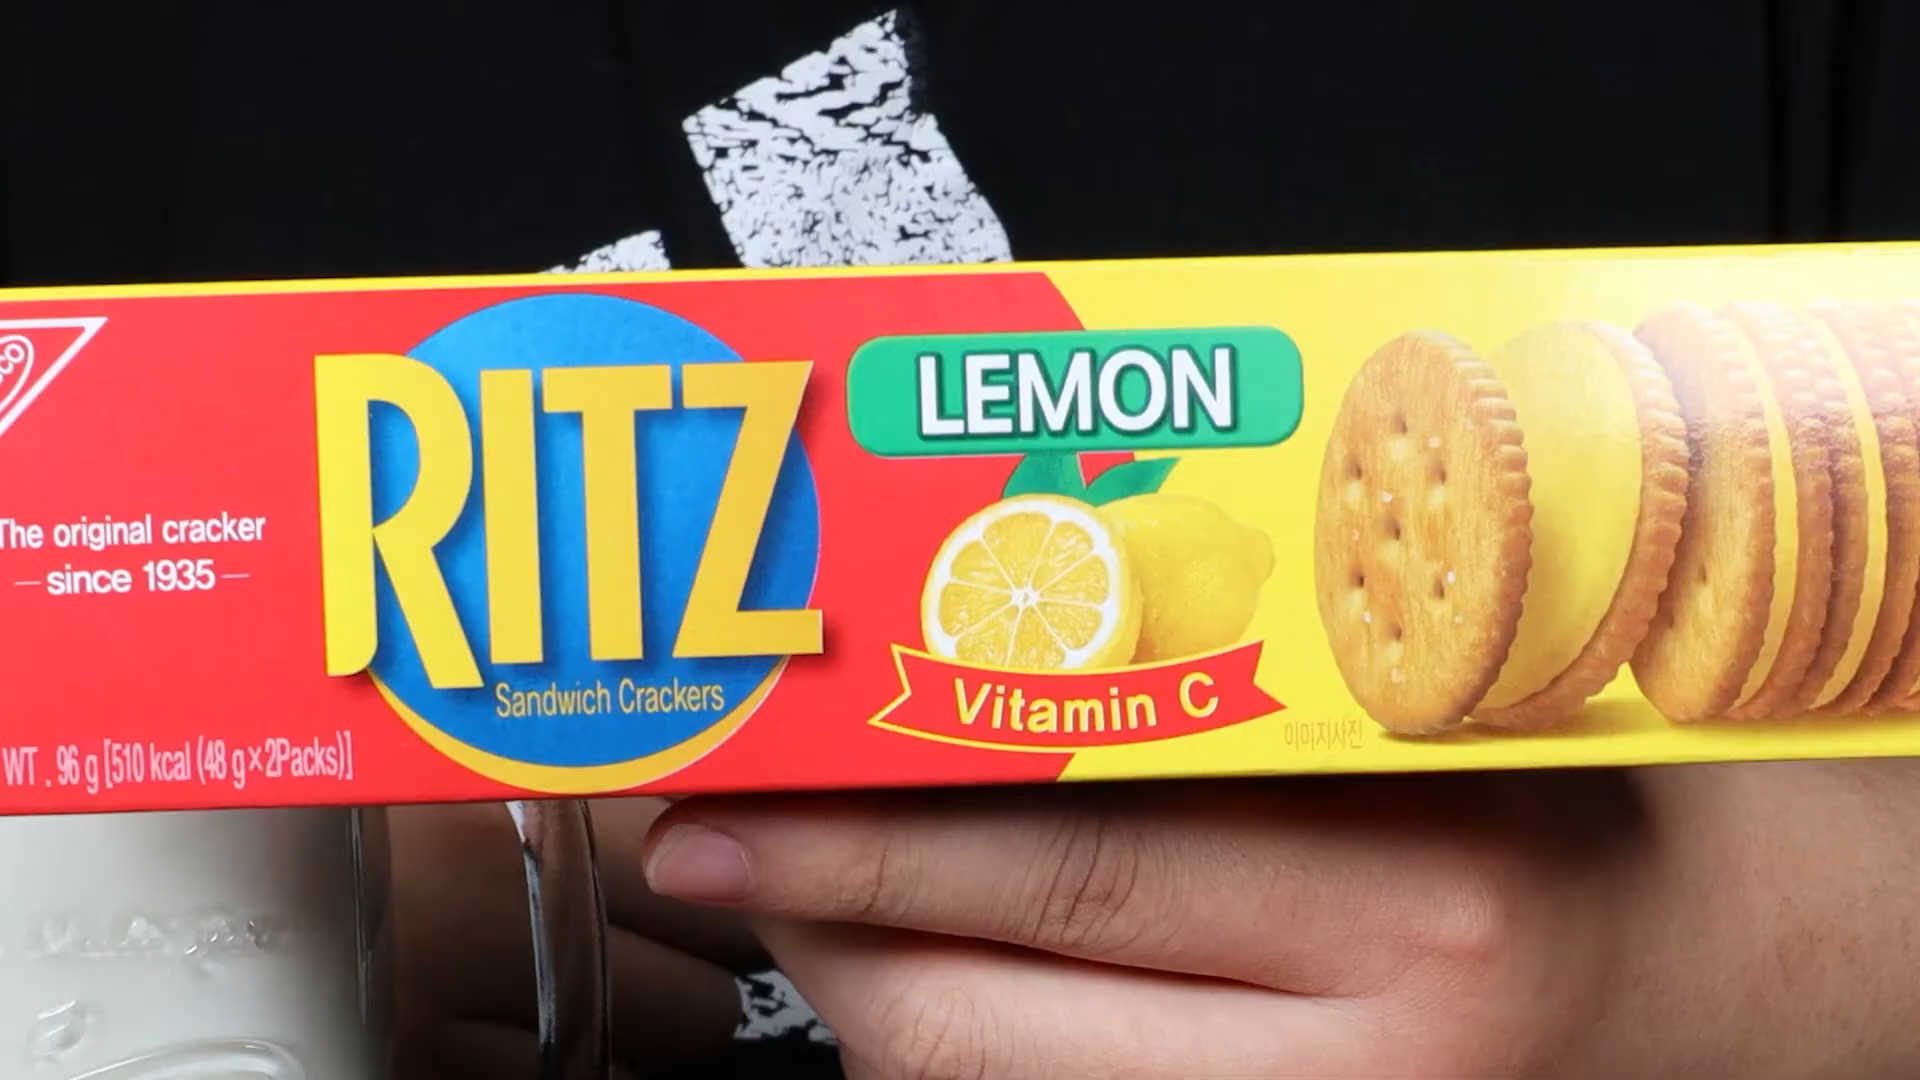 The original cracker
since 1935
WT. 96 g [510 kcal (48 g×2Packs)]
RITZ
Sandwich Crackers
LEMON
Vitamin C
이미지사진